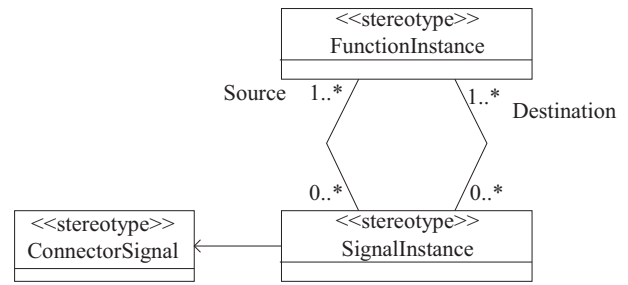 <<stereotype>>
FunctionInstance
Source 1..*
1..* Destination
0..* 0..*
<<stereotype>>
ConnectorSignal
<<stereotype>>
SignalInstance